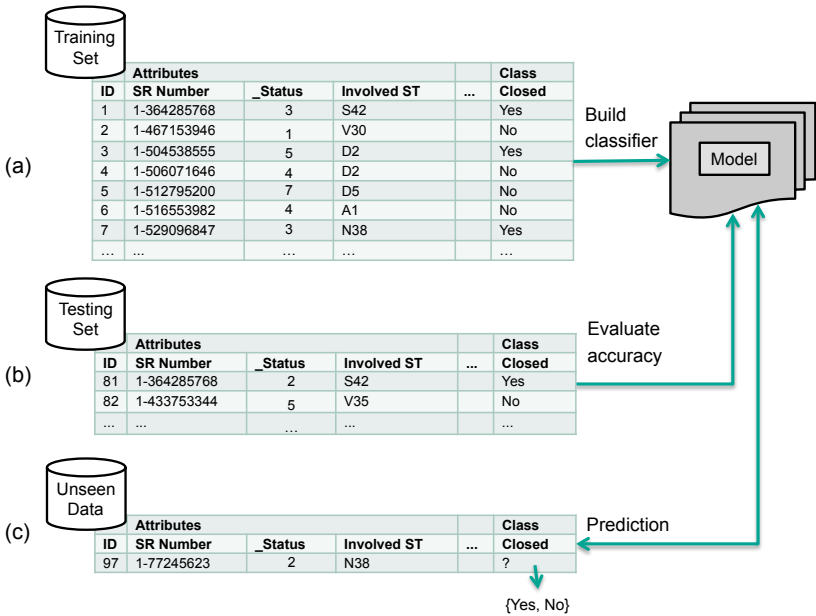 Training
Set
Attributes Class
ID SR Number _Status Involved ST ... Closed
1 1-364285768 3 S42 Yes
2 1-467153946 1 V30 No
3 1-504538555 5 D2 Yes
4 1-506071646 4 D2 No
5 1-512795200 7 D5 No
6 1-516553982 4 A1 No
7 1-529096847 3 N38 Yes
... ... ... ... ...
(a)
Build
classifier
Model
Testing
Set
Attributes Class
ID SR Number _Status Involved ST ... Closed
81 1-364285768 2 S42 Yes
82 1-433753344 5 V35 No
... ... ... ... ...
(b)
Evaluate
accuracy
Unseen
Data
Attributes Class
ID SR Number _Status Involved ST ... Closed
97 1-77245623 2 N38 ?
(c)
Prediction
{Yes, No}